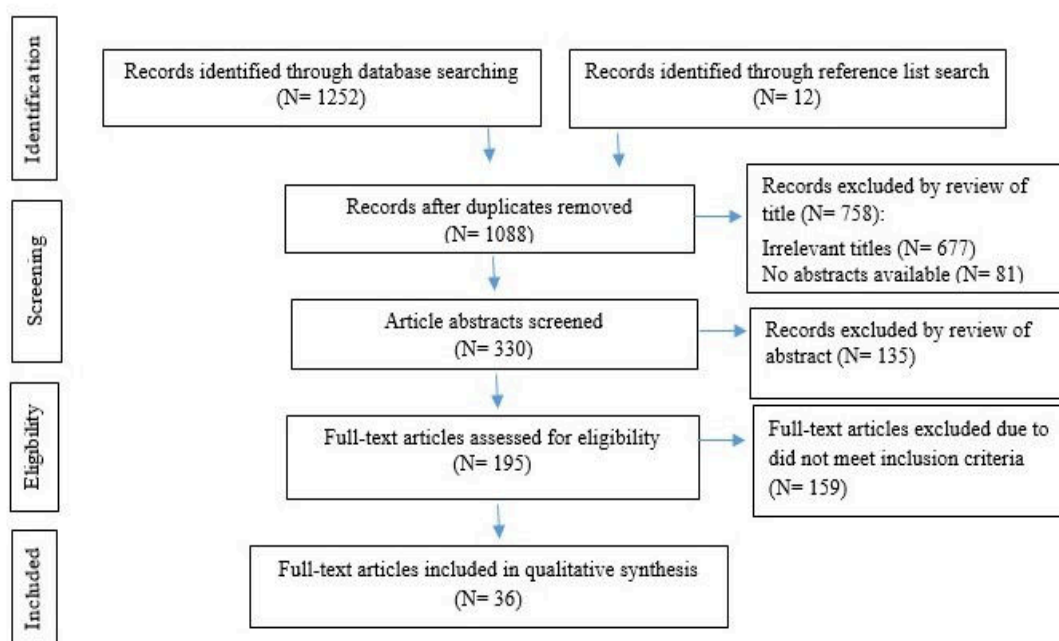 Identification
Records identified through database searching
(N= 1252)
Records identified through reference list search
(N= 12)
Screening
Records after duplicates removed
(N= 1088)
Records excluded by review of
title (N= 758):
Irrelevant titles (N= 677)
No abstracts available (N= 81)
Article abstracts screened
(N= 330)
Records excluded by review of
abstract (N= 135)
Eligibility
Full-text articles assessed for eligibility
(N= 195)
Full-text articles excluded due to
did not meet inclusion criteria
(N= 159)
Included
Full-text articles included in qualitative synthesis
(N= 36)